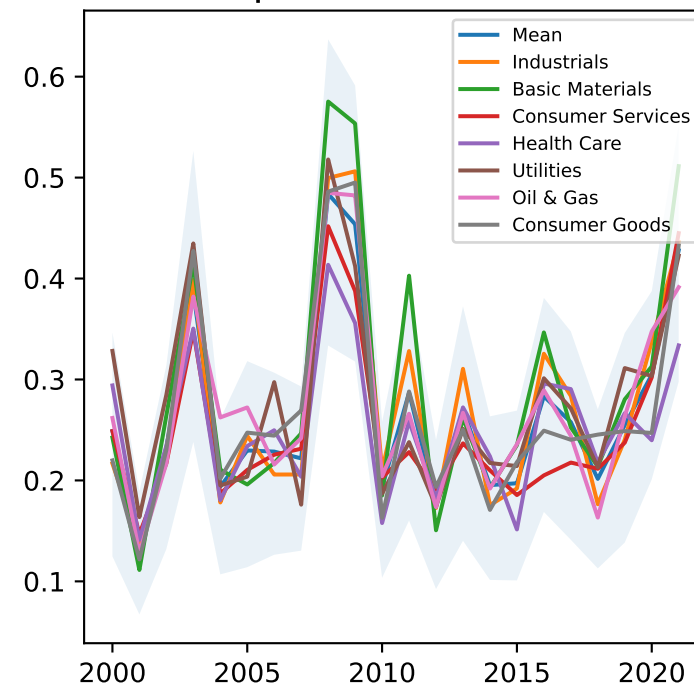 Mean
Industrials
Basic Materials
Consumer Services
Health Care
Utilities
Oil & Gas
Consumer Goods
0.6
0.5
0.4
0.3
0.2
0.1
2000 2005 2010 2015 2020